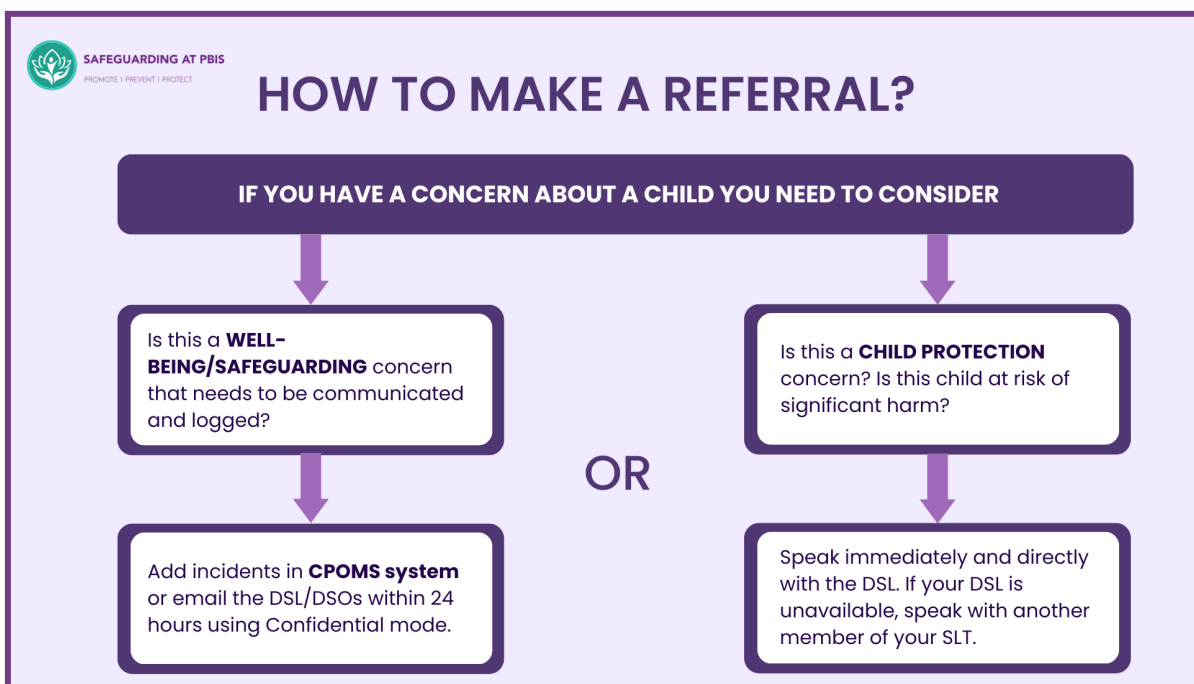 SAFEGUARDING AT PBIS
PROMOTE I PREVENT I PROTECT
HOW TO MAKE A REFERRAL?
IF YOU HAVE A CONCERN ABOUT A CHILD YOU NEED TO CONSIDER
Is this a WELL-
BEING/SAFEGUARDING concern
that needs to be communicated
and logged?
Is this a CHILD PROTECTION
concern? Is this child at risk of
significant harm?
OR
Add incidents in CPOMS system
or email the DSL/DSOs within 24
hours using Confidential mode.
Speak immediately and directly
with the DSL. If your DSL is
unavailable, speak with another
member of your SLT.